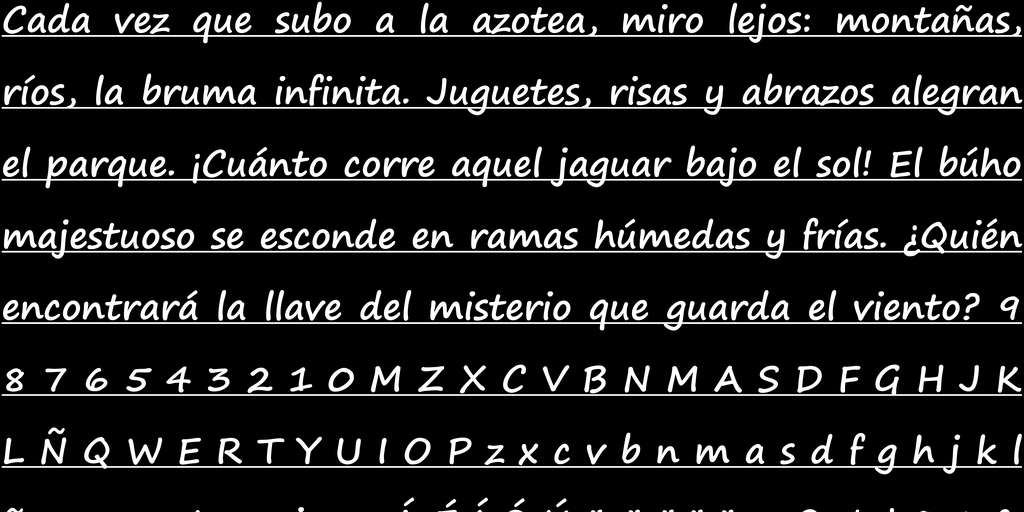 Cada vez que subo a la azotea, miro lejos: montañas,
ríos, la bruma infinita. Juguetes, risas y abrazos alegran
el parque. ¡Cuánto corre aquel jaguar bajo el sol! El búho
majestuoso se esconde en ramas húmedas y frías. ¿Quién
encontrará la llave del misterio que guarda el viento? 9
8 7 6 5 4 3 2 1 0 M Z X C V B N M A S D F G H J K
L Ñ Q W E R T Y U I O P z x c v b n m a s d f g h j k l